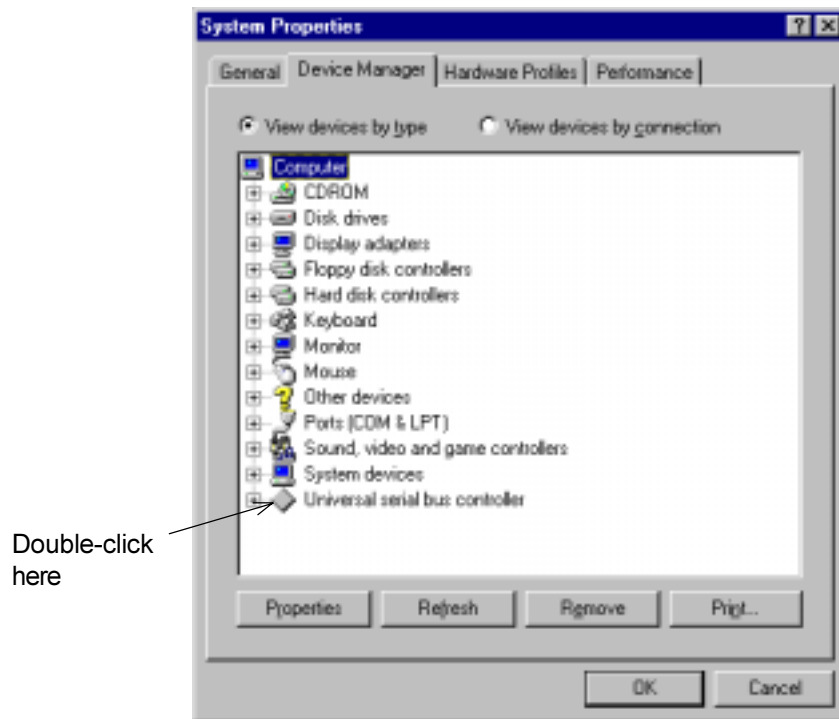 System Properties
General Device Manager Hardware Profiles Performance
View devices by type View devices by connection
Computer
CDROM
Disk drives
Display adapters
Floppy disk controllers
Hard disk controllers
Keyboard
Monitor
Mouse
Other devices
Ports (COM & LPT)
Sound, video and game controllers
System devices
Universal serial bus controller
Double-click
here
Properties Refresh Remove Print...
OK Cancel